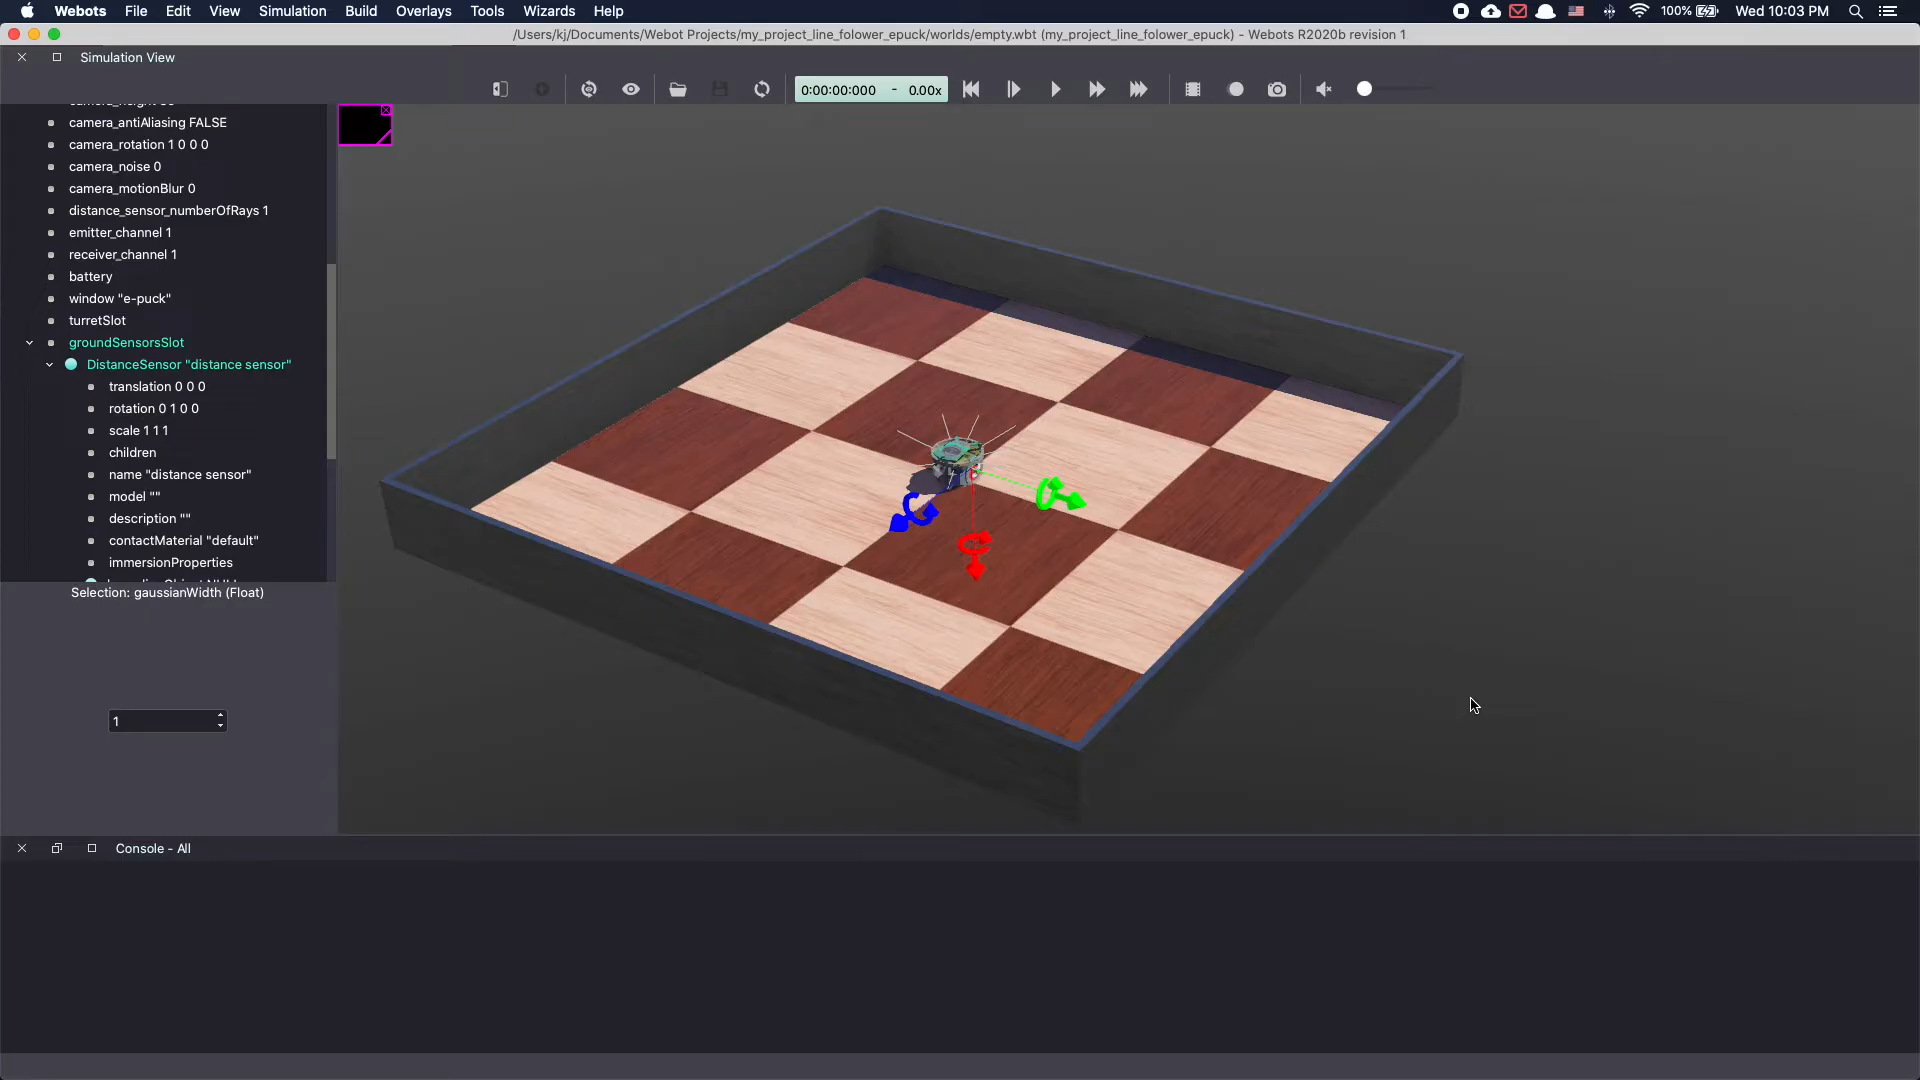 Webots File Edit View Simulation Build Overlays Tools Wizards Help 100% Wed 10:03 PM
/Users/kj/Documents/Webot Projects/my_project_line_folower_epuck/worlds/empty.wbt (my_project_line_folower_epuck) - Webots R2020b revision 1
Simulation View
0:00:00:000 - 0.00x
camera_antiAliasing FALSE
camera_rotation 1 0 0 0
camera_noise 0
camera_motionBlur 0
distance_sensor_numberOfRays 1
emitter_channel 1
receiver_channel 1
battery
window "e-puck"
turretSlot
groundSensorsSlot
DistanceSensor "distance sensor"
translation 0 0 0
rotation 0 1 0 0
scale 1 1 1
children
name "distance sensor"
model ""
description ""
contactMaterial "default"
immersionProperties
Selection: gaussianWidth (Float)
1
Console - All